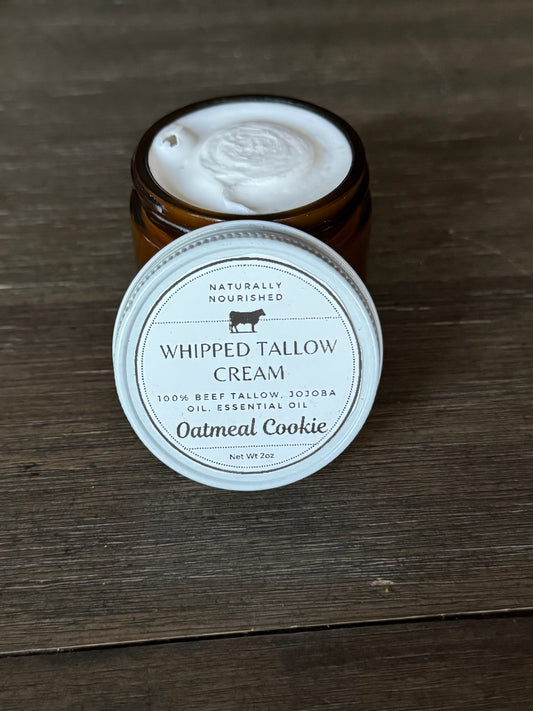 NATURALLY
NOURISHED
WHIPPED TALLOW
CREAM
100% BEEF TALLOW, JOJOBA
OIL, ESSENTIAL OIL
Oatmeal Cookie
Net Wt 2oz